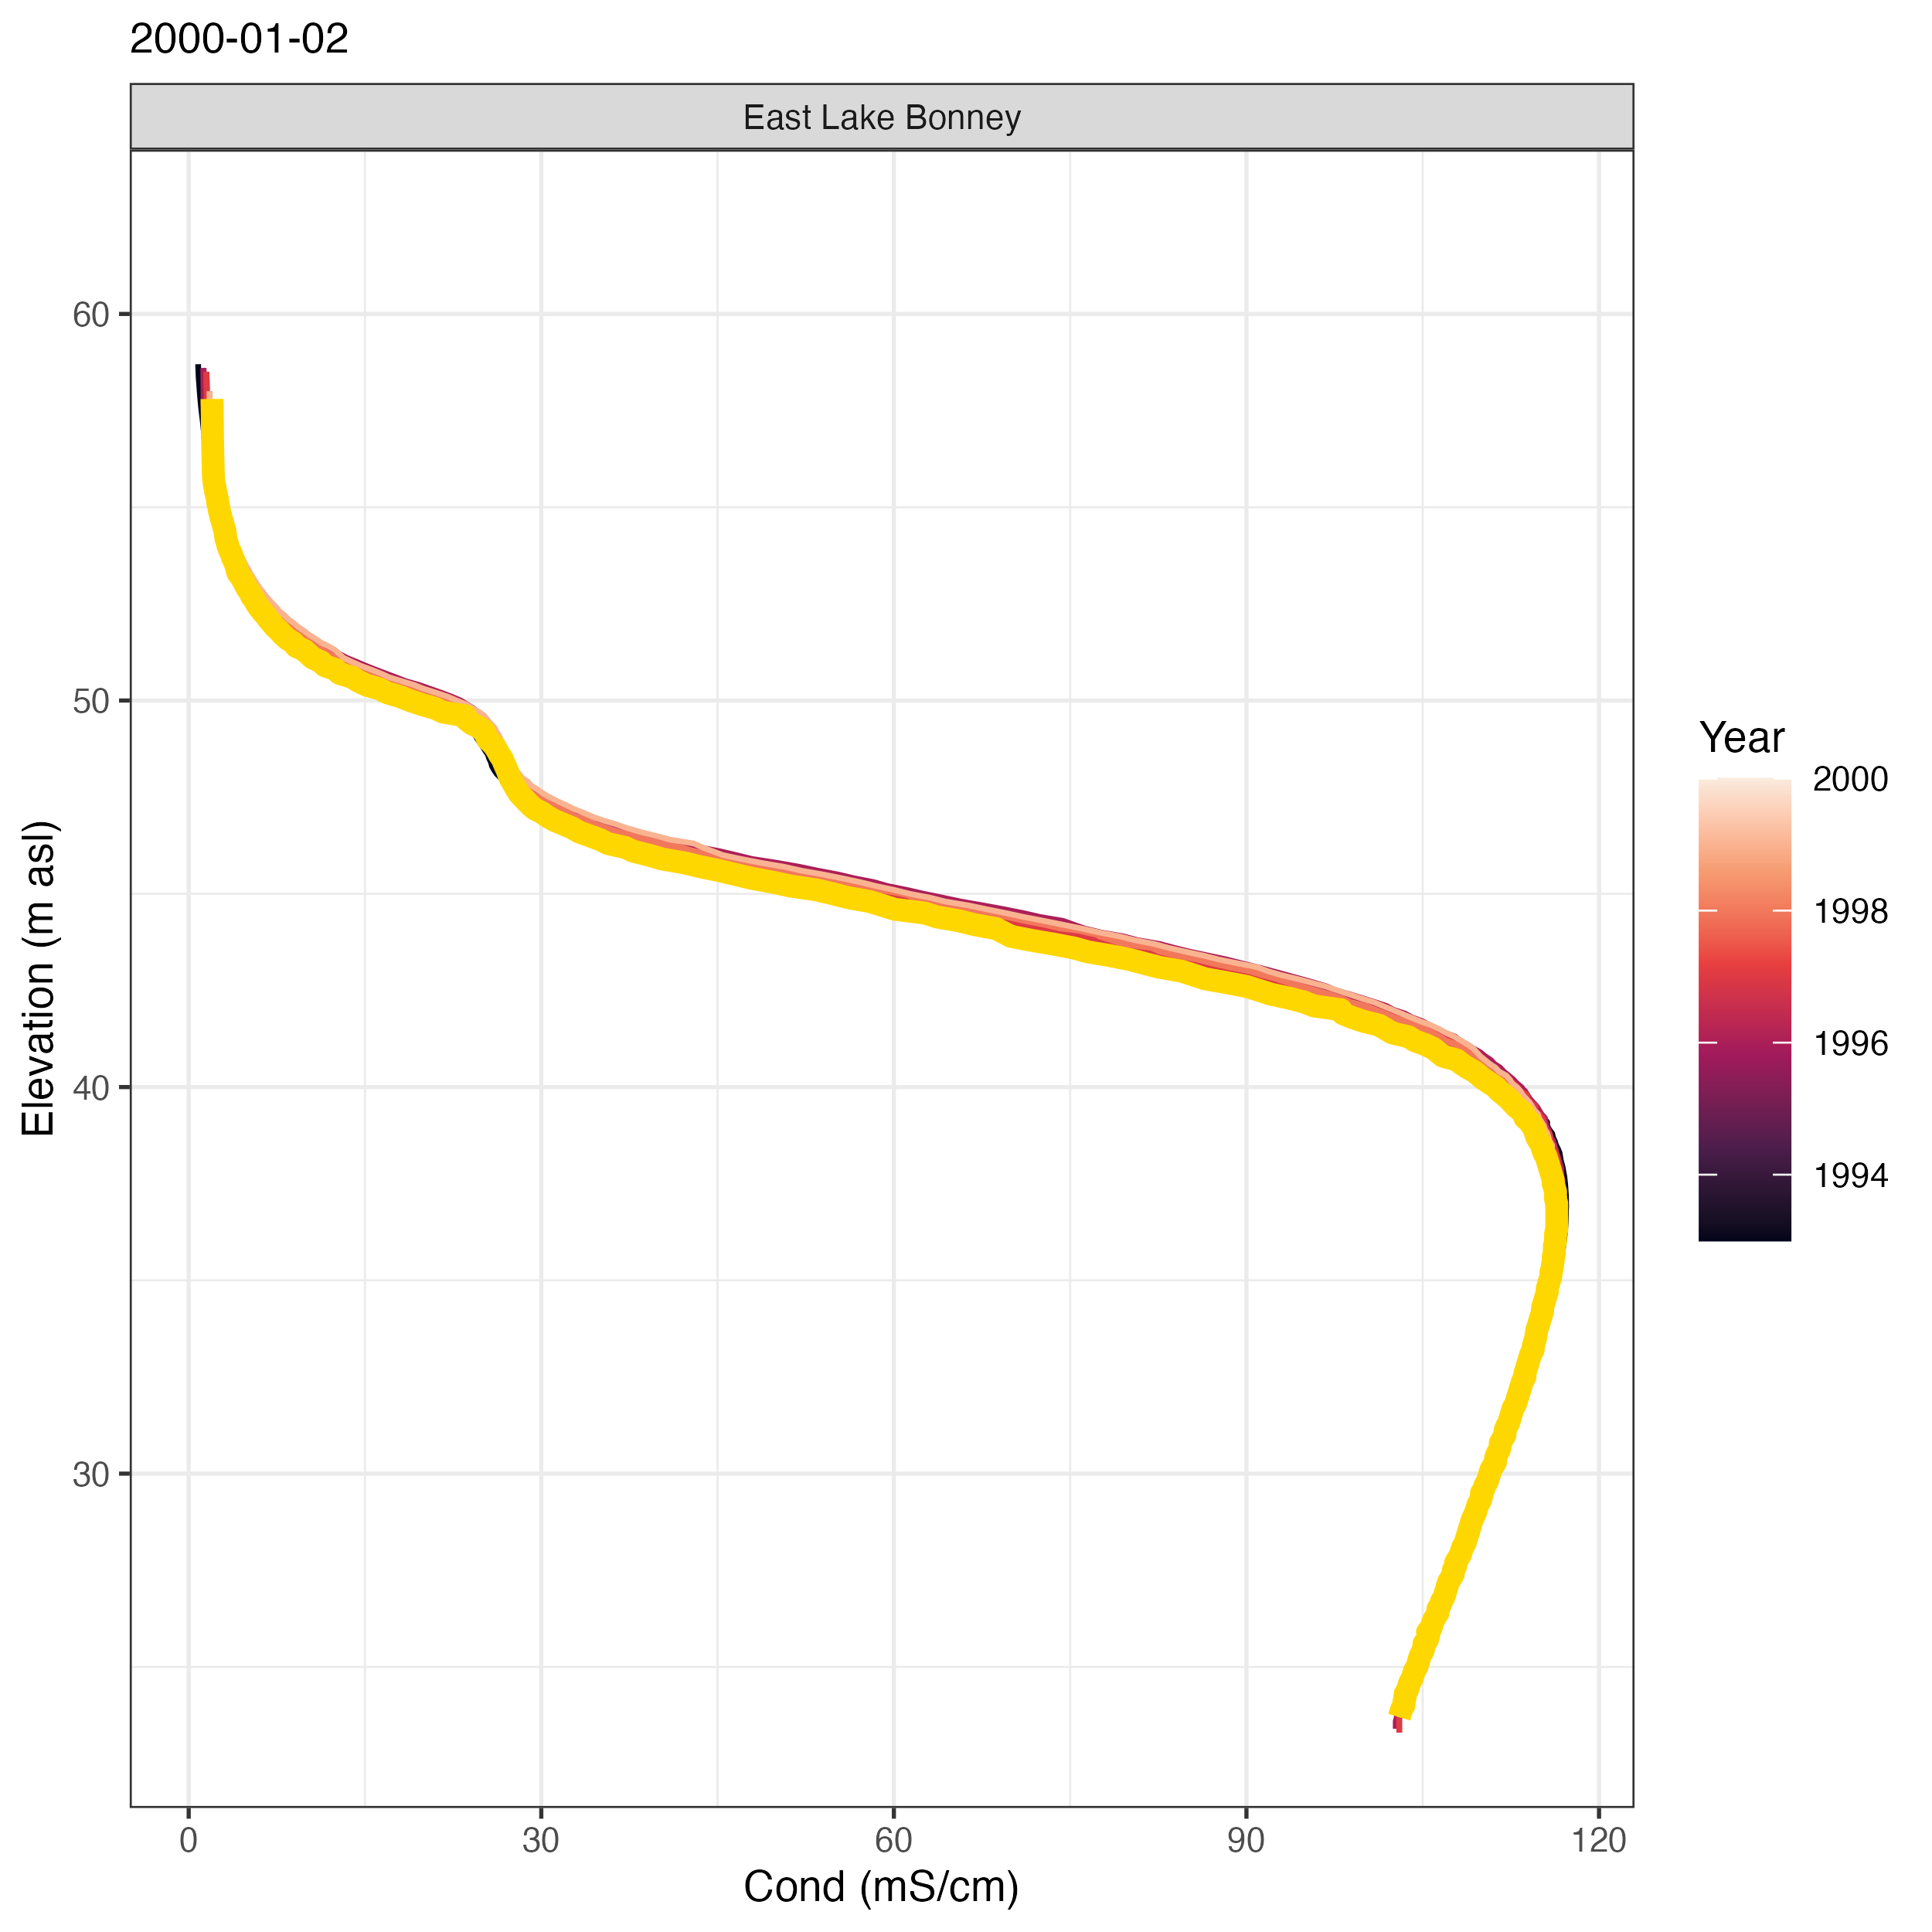 2000-01-02
East Lake Bonney
60
50
40
30
Elevation (m asl)
0 30 60 90 120
Cond (mS/cm)
Year
2000
1998
1996
1994